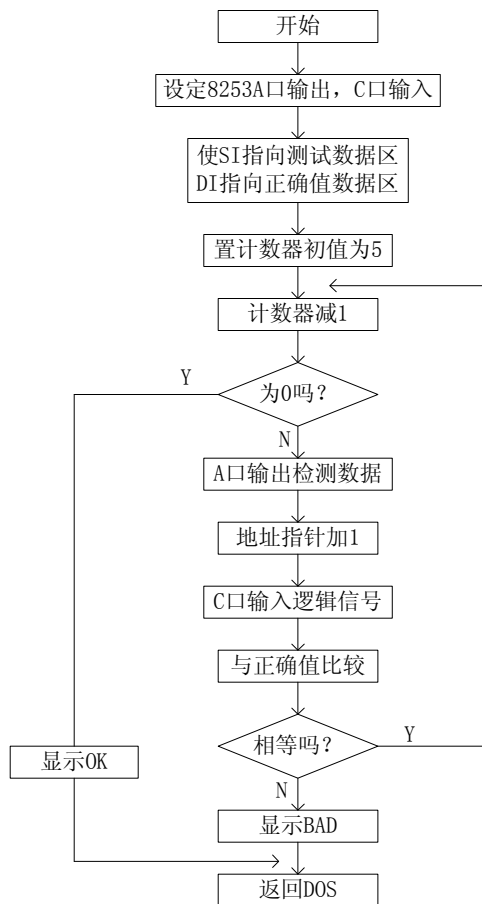 开始
设定8253A口输出，C口输入
使SI指向测试数据区
DI指向正确值数据区
置计数器初值为5
计数器减1
Y
为0吗？
N
A口输出检测数据
地址指针加1
C口输入逻辑信号
与正确值比较
相等吗？
Y
显示OK
N
显示BAD
返回DOS